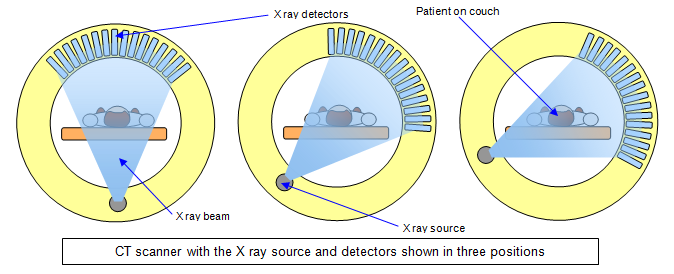 X ray detectors
Patient on couch
X ray beam
X ray source
CT scanner with the X ray source and detectors shown in three positions